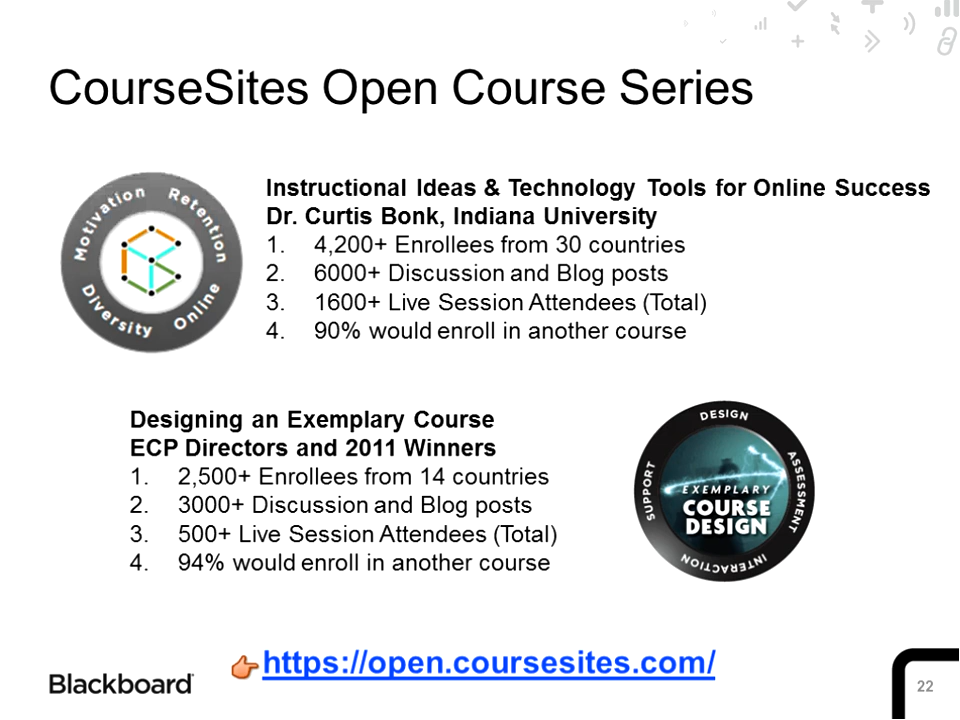 CourseSites Open Course Series
Motivation Retention
Diversity Online
Instructional Ideas & Technology Tools for Online Success
Dr. Curtis Bonk, Indiana University
1. 4,200+ Enrollees from 30 countries
2. 6000+ Discussion and Blog posts
3. 1600+ Live Session Attendees (Total)
4. 90% would enroll in another course
Designing an Exemplary Course
ECP Directors and 2011 Winners
1. 2,500+ Enrollees from 14 countries
2. 3000+ Discussion and Blog posts
3. 500+ Live Session Attendees (Total)
4. 94% would enroll in another course
DESIGN
ASSESSMENT
INTERACTION
SUPPORT
EXEMPLARY
COURSE
DESIGN
https://open.coursesites.com/
Blackboard
22